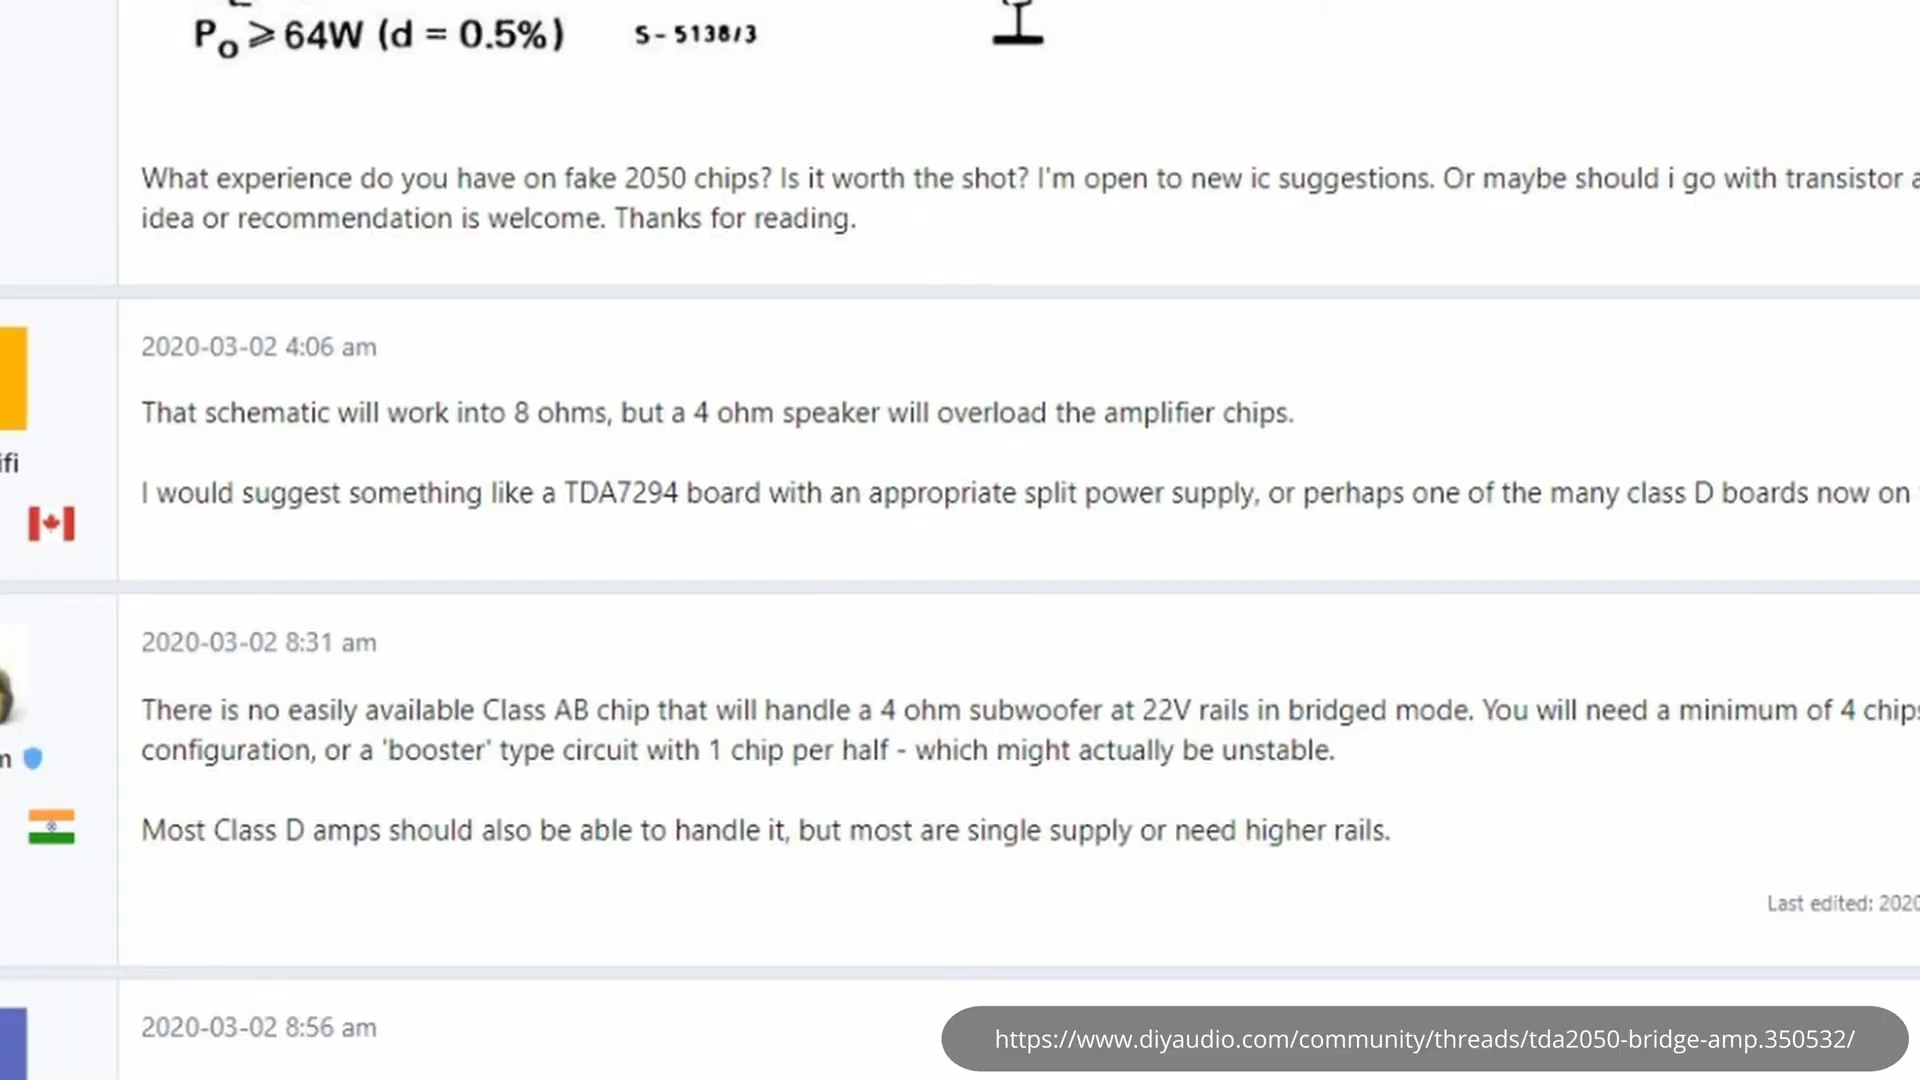 Po ⩾ 64W (d = 0.5%) S-5138/3
What experience do you have on fake 2050 chips? Is it worth the shot? I'm open to new ic suggestions. Or maybe should i go with transistor
idea or recommendation is welcome. Thanks for reading.
2020-03-02 4:06 am
That schematic will work into 8 ohms, but a 4 ohm speaker will overload the amplifier chips.
ifi
I would suggest something like a TDA7294 board with an appropriate split power supply, or perhaps one of the many class D boards now on
2020-03-02 8:31 am
There is no easily available Class AB chip that will handle a 4 ohm subwoofer at 22V rails in bridged mode. You will need a minimum of 4 chips
configuration, or a 'booster' type circuit with 1 chip per half - which might actually be unstable.
Most Class D amps should also be able to handle it, but most are single supply or need higher rails.
Last edited: 2020
2020-03-02 8:56 am
https://www.diyaudio.com/community/threads/tda2050-bridge-amp.350532/